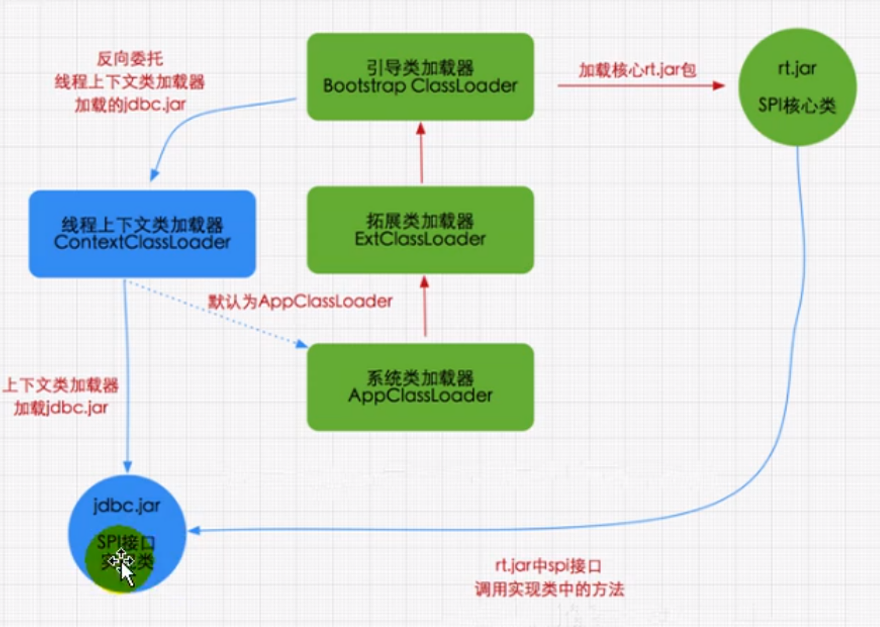 反向委托
线程上下文类加载器
加载的jdbc.jar
引导类加载器
Bootstrap ClassLoader
加载核心rt.jar包
rt.jar
SPI核心类
线程上下文类加载器
ContextClassLoader
拓展类加载器
ExtClassLoader
默认为AppClassLoader
系统类加载器
AppClassLoader
上下文类加载器
加载jdbc.jar
jdbc.jar
SPI接口
类
rt.jar中spi接口
调用实现类中的方法